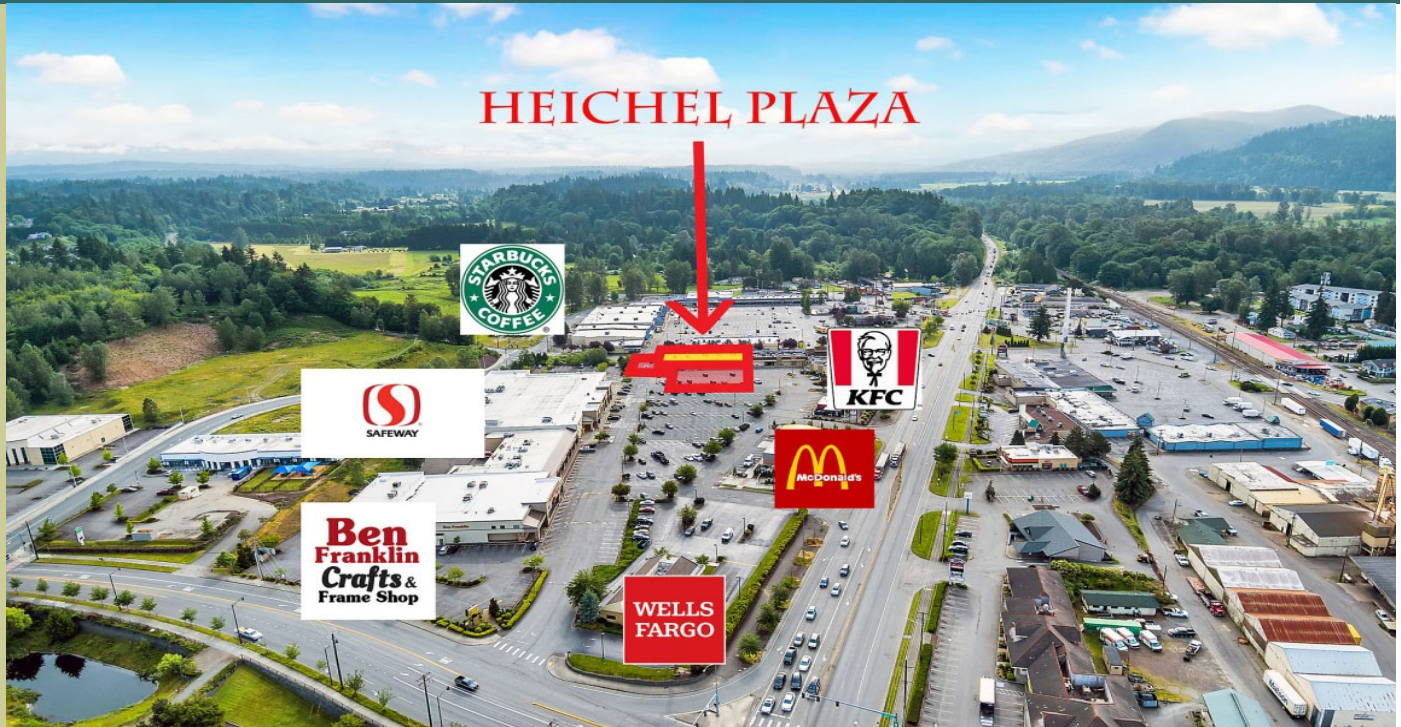 HEICHEL PLAZA
STARBUCKS
COFFEE
KFC
SAFEWAY
McDonald's
Ben
Franklin
Crafts &
Frame Shop
WELLS
FARGO